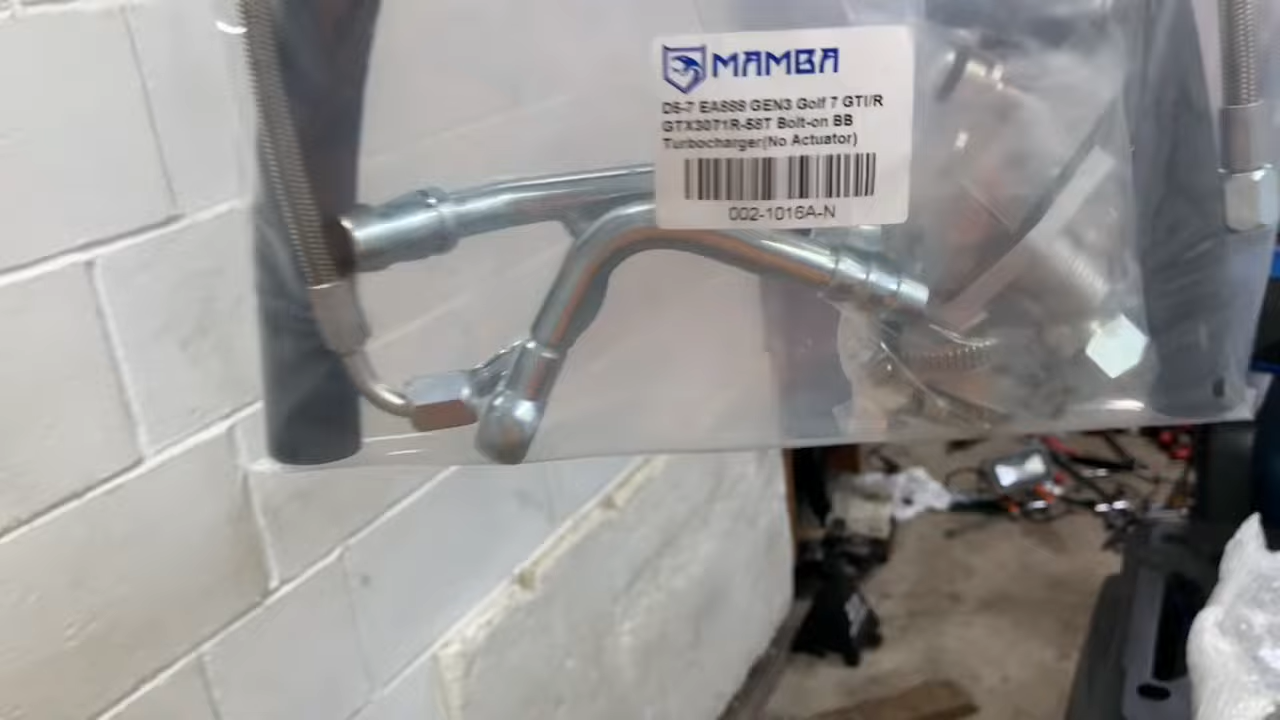 MAMBA
D5-7 EA888 GEN3 Golf 7 GTI/R
GTX3071R-58T Bolt-on BB
Turbocharger(No Actuator)
002-1016A-N